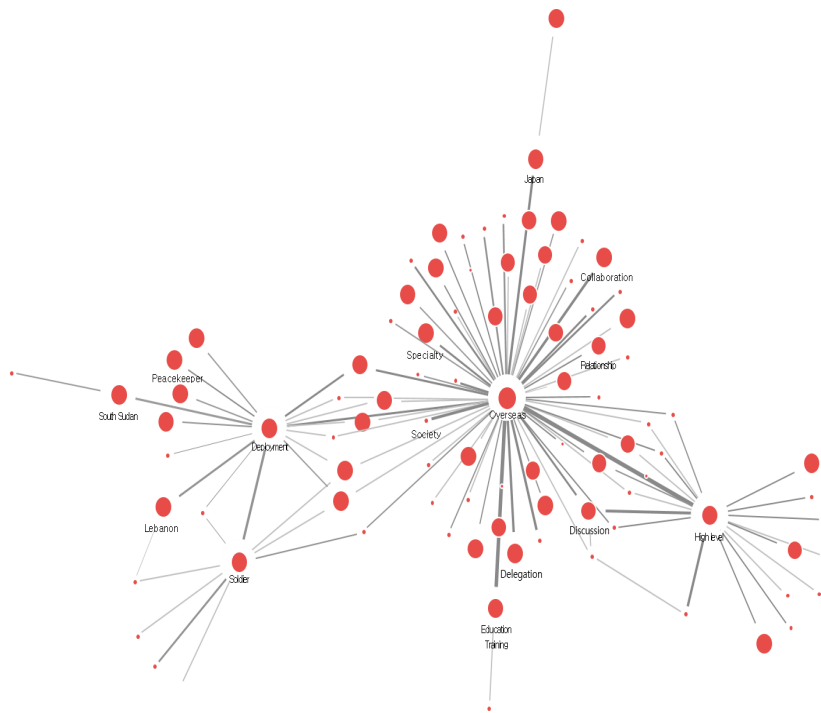 Japan
Collaboration
Specialty
Relationship
Peacekeeper
South Sudan
Overseas
Society
Deployment
Lebanon
Discussion
High level
Delegation
Soldier
Education
Training